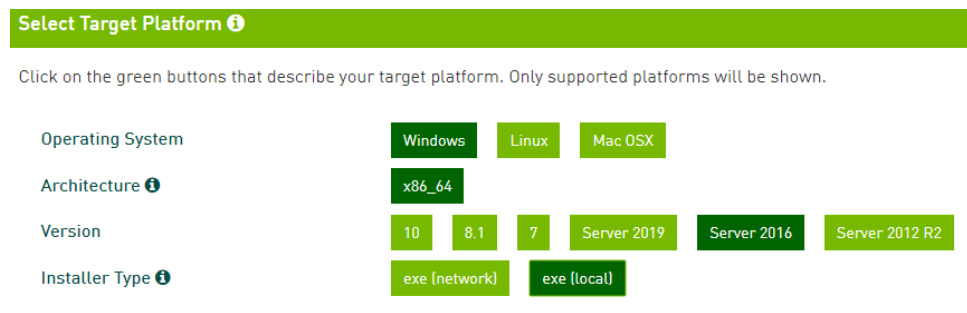 Select Target Platform
Click on the green buttons that describe your target platform. Only supported platforms will be shown.
Operating System Windows Linux Mac OSX
Architecture x86_64
Version 10 8.1 7 Server 2019 Server 2016 Server 2012 R2
Installer Type exe (network) exe (local)